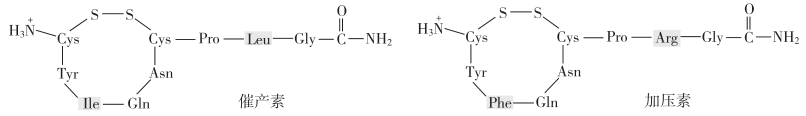 O O
H₃N⁺ S—S H₃N⁺ S—S
Cys Cys—Pro—Leu—Gly—C—NH₂ Cys Cys—Pro—Arg—Gly—C—NH₂
Tyr Asn Tyr Asn
Ile—Gln 催产素 Phe—Gln 加压素